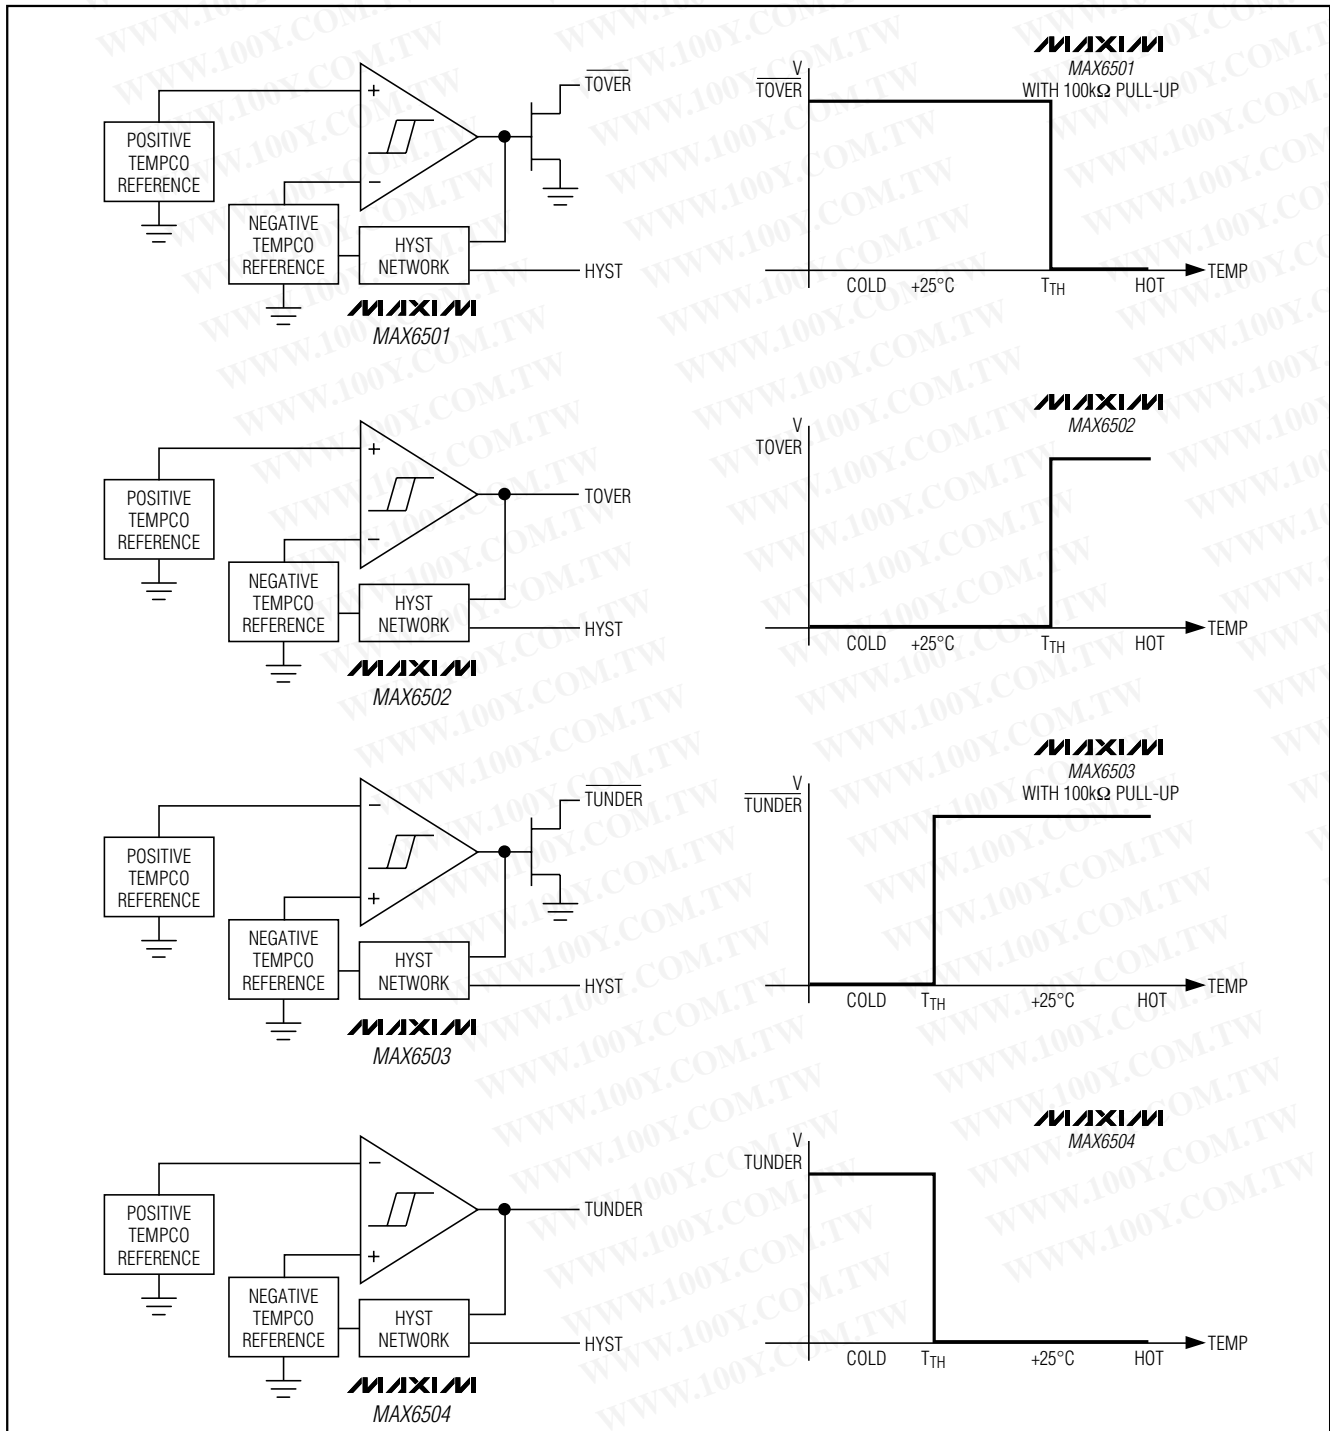 MAXIM
MAX6501
WITH 100kΩ PULL-UP
+
−
POSITIVE
TEMPCO
REFERENCE
NEGATIVE
TEMPCO
REFERENCE
HYST
NETWORK
TOVER
HYST
MAXIM
MAX6501
V
TOVER
COLD
+25°C
TTH
HOT
TEMP
MAXIM
MAX6502
+
−
POSITIVE
TEMPCO
REFERENCE
NEGATIVE
TEMPCO
REFERENCE
HYST
NETWORK
TOVER
HYST
MAXIM
MAX6502
V
TOVER
COLD
+25°C
TTH
HOT
TEMP
MAXIM
MAX6503
WITH 100kΩ PULL-UP
−
+
POSITIVE
TEMPCO
REFERENCE
NEGATIVE
TEMPCO
REFERENCE
HYST
NETWORK
TUNDER
HYST
MAXIM
MAX6503
V
TUNDER
COLD
TTH
+25°C
HOT
TEMP
MAXIM
MAX6504
−
+
POSITIVE
TEMPCO
REFERENCE
NEGATIVE
TEMPCO
REFERENCE
HYST
NETWORK
TUNDER
HYST
MAXIM
MAX6504
V
TUNDER
COLD
TTH
+25°C
HOT
TEMP
WWW.100Y.COM.TW